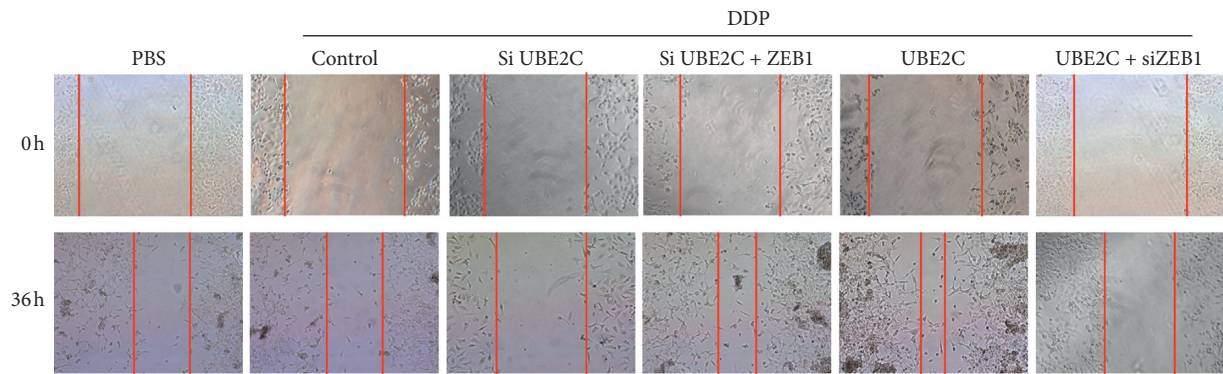 DDP
PBS Control Si UBE2C Si UBE2C + ZEB1 UBE2C UBE2C + siZEB1
0 h
36 h